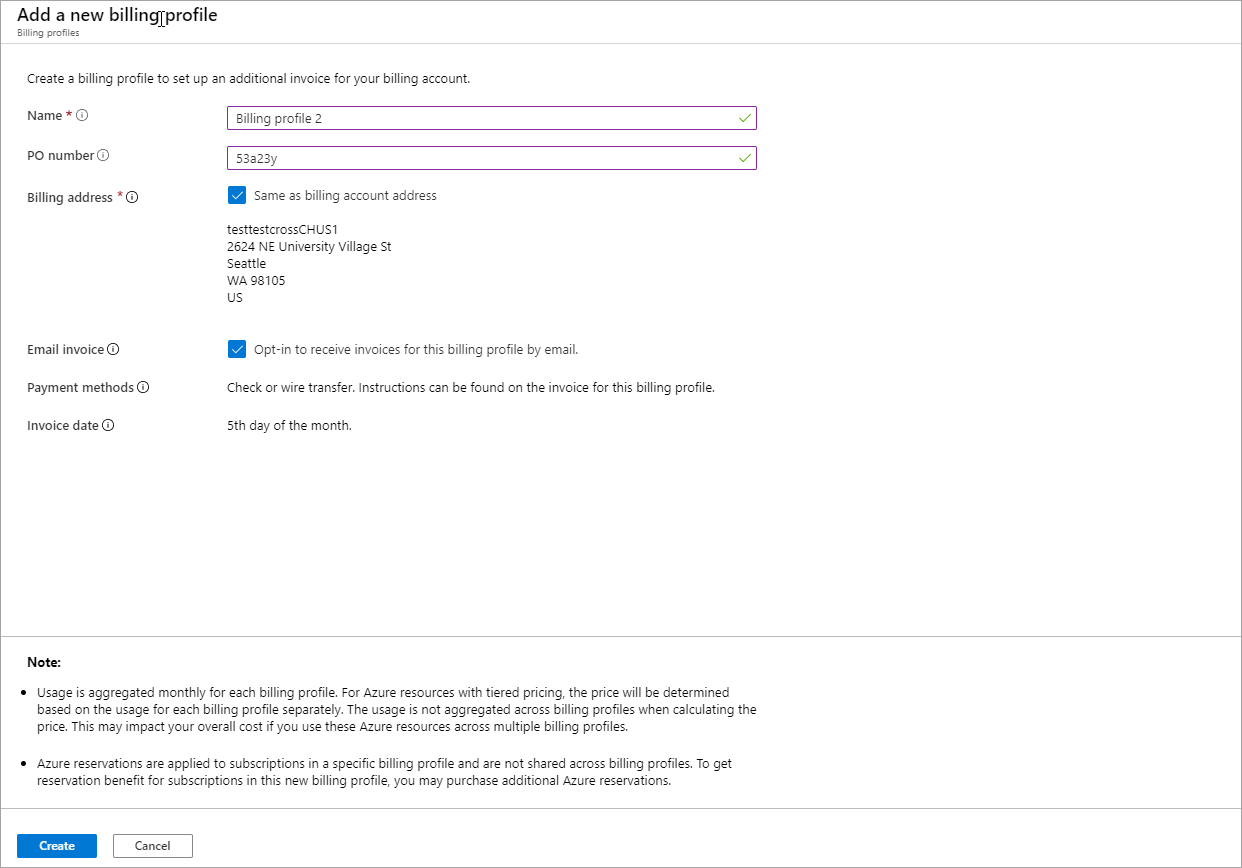 Add a new billing profile
Billing profiles
Create a billing profile to set up an additional invoice for your billing account.
Name *
Billing profile 2
PO number
53a23y
Billing address *
Same as billing account address
testtestcrossCHUS1
2624 NE University Village St
Seattle
WA 98105
US
Email invoice
Opt-in to receive invoices for this billing profile by email.
Payment methods
Check or wire transfer. Instructions can be found on the invoice for this billing profile.
Invoice date
5th day of the month.
Note:
• Usage is aggregated monthly for each billing profile. For Azure resources with tiered pricing, the price will be determined
based on the usage for each billing profile separately. The usage is not aggregated across billing profiles when calculating the
price. This may impact your overall cost if you use these Azure resources across multiple billing profiles.
• Azure reservations are applied to subscriptions in a specific billing profile and are not shared across billing profiles. To get
reservation benefit for subscriptions in this new billing profile, you may purchase additional Azure reservations.
Create
Cancel